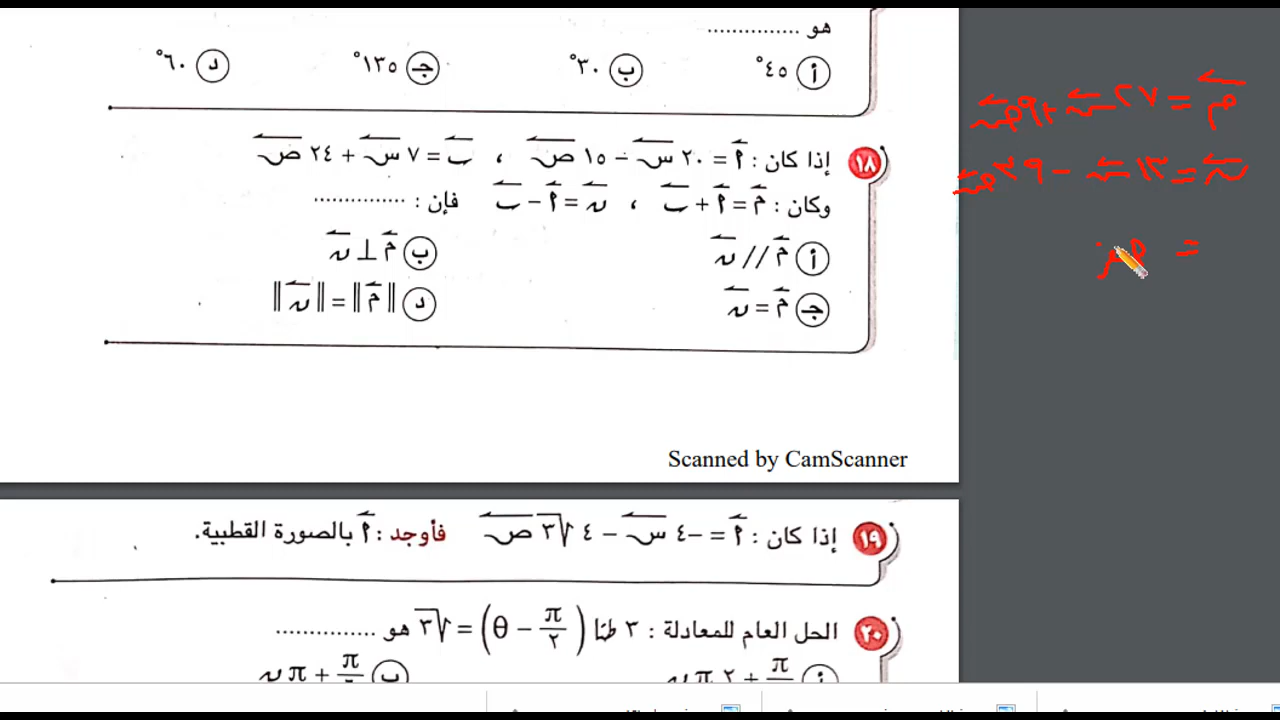 هو ...............
أ ٤٥° ب ٣٠° جـ ١٣٥° د ٦٠°
١٨ إذا كان : أ = ٢٠ س − ١٥ ص ، ب = ٧ س + ٢٤ ص
م = ٢٧ س + ٩ ص
وكان : م = أ + ب ، ن = أ − ب فإن : ...............
ن = ١٣ س − ٣٩ ص
أ م // ن ب م ⊥ ن
جـ م = ن د ||م|| = ||ن||
=
Scanned by CamScanner
١٩ إذا كان : أ = −٤ س − ٤ √٣ ص فأوجد : أ بالصورة القطبية.
٢٠ الحل العام للمعادلة : ٣ طتا (π/٢ − θ) = √٣ هو ...............